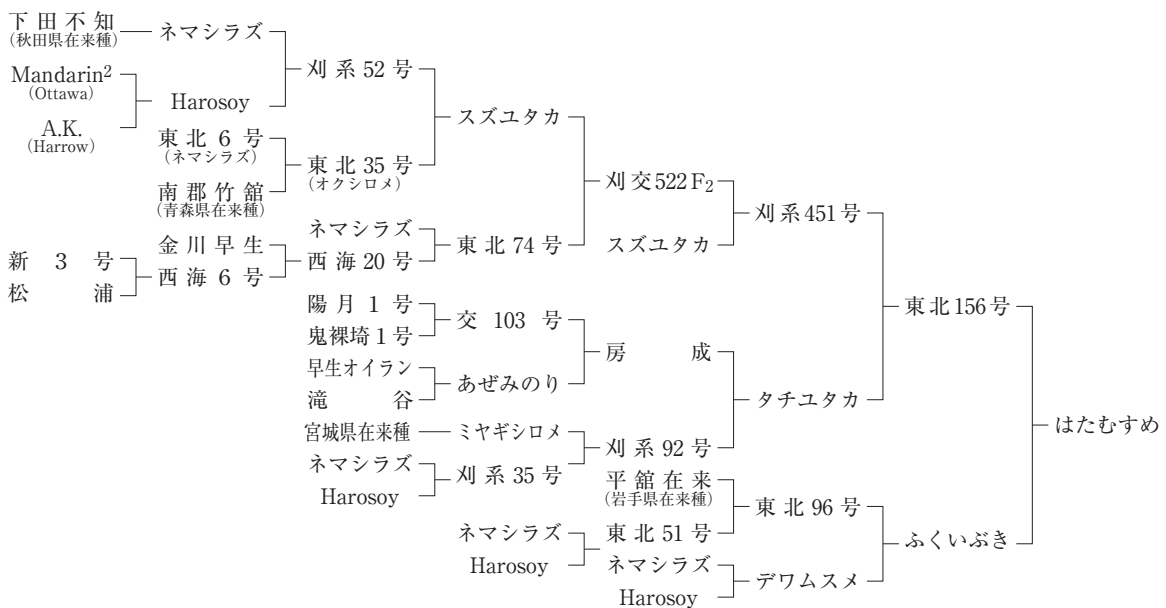 下田不知
(秋田県在来種)
ネマシラズ
Mandarin²
(Ottawa)
A.K.
(Harrow)
Harosoy
刈系52号
東北6号
(ネマシラズ)
南郡竹舘
(青森県在来種)
東北35号
(オクシロメ)
スズユタカ
新3号
松浦
金川早生
西海6号
ネマシラズ
西海20号
東北74号
刈交522F₂
スズユタカ
刈系451号
陽月1号
鬼裸埼1号
交103号
早生オイラン
滝谷
あぜみのり
房成
宮城県在来種
ミヤギシロメ
ネマシラズ
Harosoy
刈系35号
刈系92号
タチユタカ
東北156号
平舘在来
(岩手県在来種)
ネマシラズ
Harosoy
東北51号
東北96号
ネマシラズ
Harosoy
デワムスメ
ふくいぶき
はたむすめ